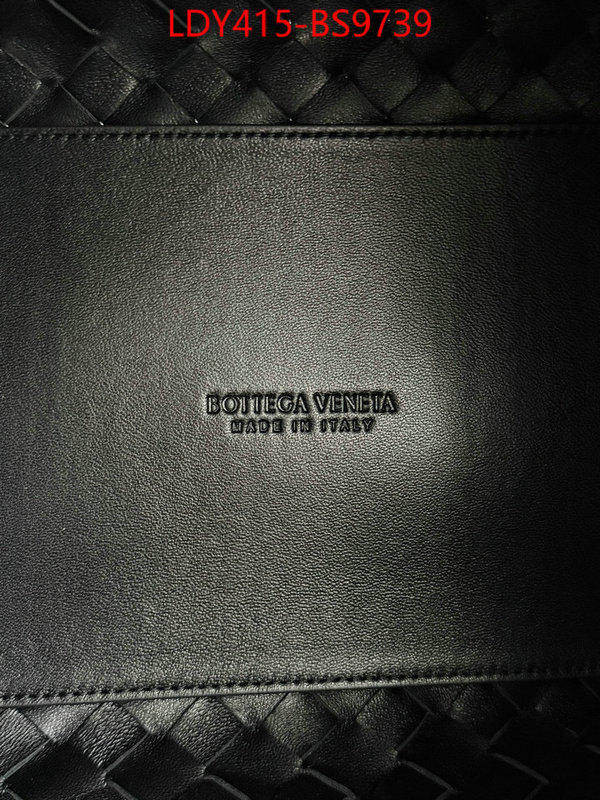 LDY415-BS9739
BOTTEGA VENETA
MADE IN ITALY